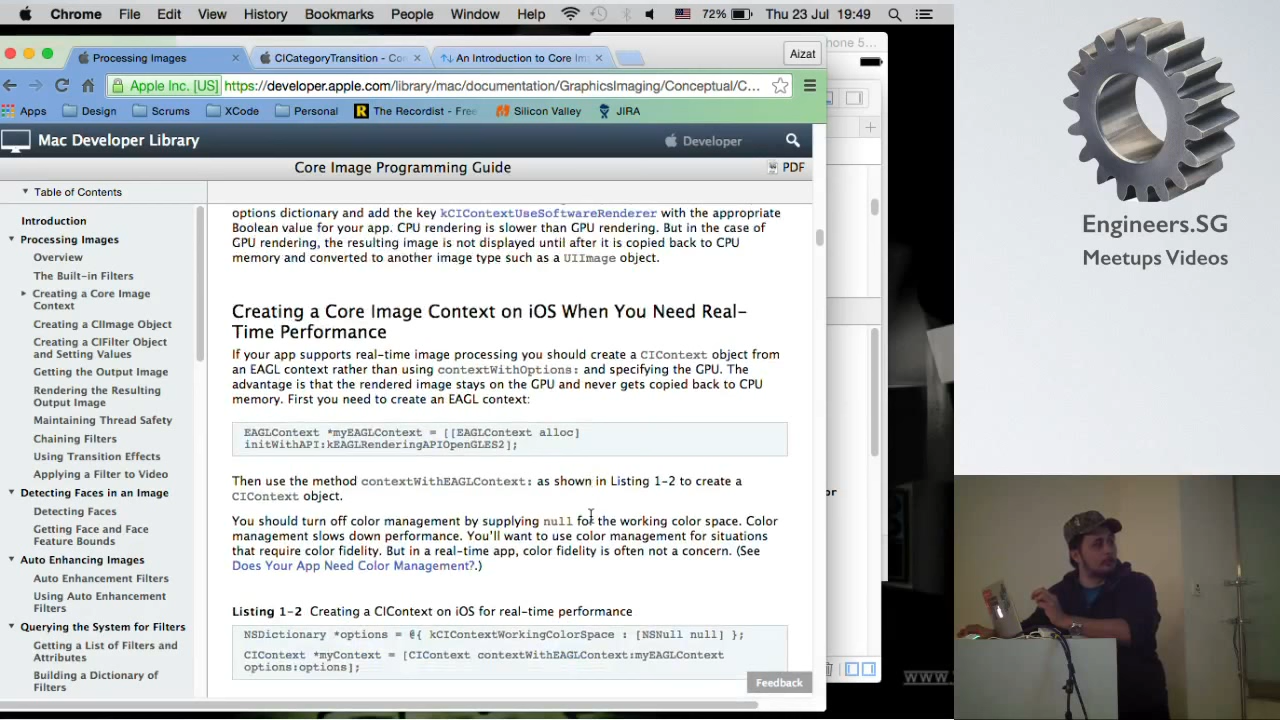 Chrome File Edit View History Bookmarks People Window Help 72% Thu 23 Jul 19:49
Processing Images × CICategoryTransition - Co × An Introduction to Core Im × Aizat
Apple Inc. [US] https://developer.apple.com/library/mac/documentation/GraphicsImaging/Conceptual/C...
Apps Design Scrums XCode Personal The Recordist - Free Silicon Valley JIRA
Mac Developer Library Developer
Core Image Programming Guide PDF
Table of Contents
Introduction
Processing Images
Overview
The Built-in Filters
Creating a Core Image
Context
Creating a CIImage Object
Creating a CIFilter Object
and Setting Values
Getting the Output Image
Rendering the Resulting
Output Image
Maintaining Thread Safety
Chaining Filters
Using Transition Effects
Applying a Filter to Video
Detecting Faces in an Image
Detecting Faces
Getting Face and Face
Feature Bounds
Auto Enhancing Images
Auto Enhancement Filters
Using Auto Enhancement
Filters
Querying the System for Filters
Getting a List of Filters and
Attributes
Building a Dictionary of
Filters
options dictionary and add the key kCIContextUseSoftwareRenderer with the appropriate
Boolean value for your app. CPU rendering is slower than GPU rendering. But in the case of
GPU rendering, the resulting image is not displayed until after it is copied back to CPU
memory and converted to another image type such as a UIImage object.
Creating a Core Image Context on iOS When You Need Real-
Time Performance
If your app supports real-time image processing you should create a CIContext object from
an EAGL context rather than using contextWithOptions: and specifying the GPU. The
advantage is that the rendered image stays on the GPU and never gets copied back to CPU
memory. First you need to create an EAGL context:
EAGLContext *myEAGLContext = [[EAGLContext alloc]
initWithAPI:kEAGLRenderingAPIOpenGLES2];
Then use the method contextWithEAGLContext: as shown in Listing 1-2 to create a
CIContext object.
You should turn off color management by supplying null for the working color space. Color
management slows down performance. You'll want to use color management for situations
that require color fidelity. But in a real-time app, color fidelity is often not a concern. (See
Does Your App Need Color Management?.)
Listing 1-2 Creating a CIContext on iOS for real-time performance
NSDictionary *options = @{ kCIContextWorkingColorSpace : [NSNull null] };
CIContext *myContext = [CIContext contextWithEAGLContext:myEAGLContext
options:options];
Feedback
hone 5...
or
www.
Engineers.SG
Meetups Videos